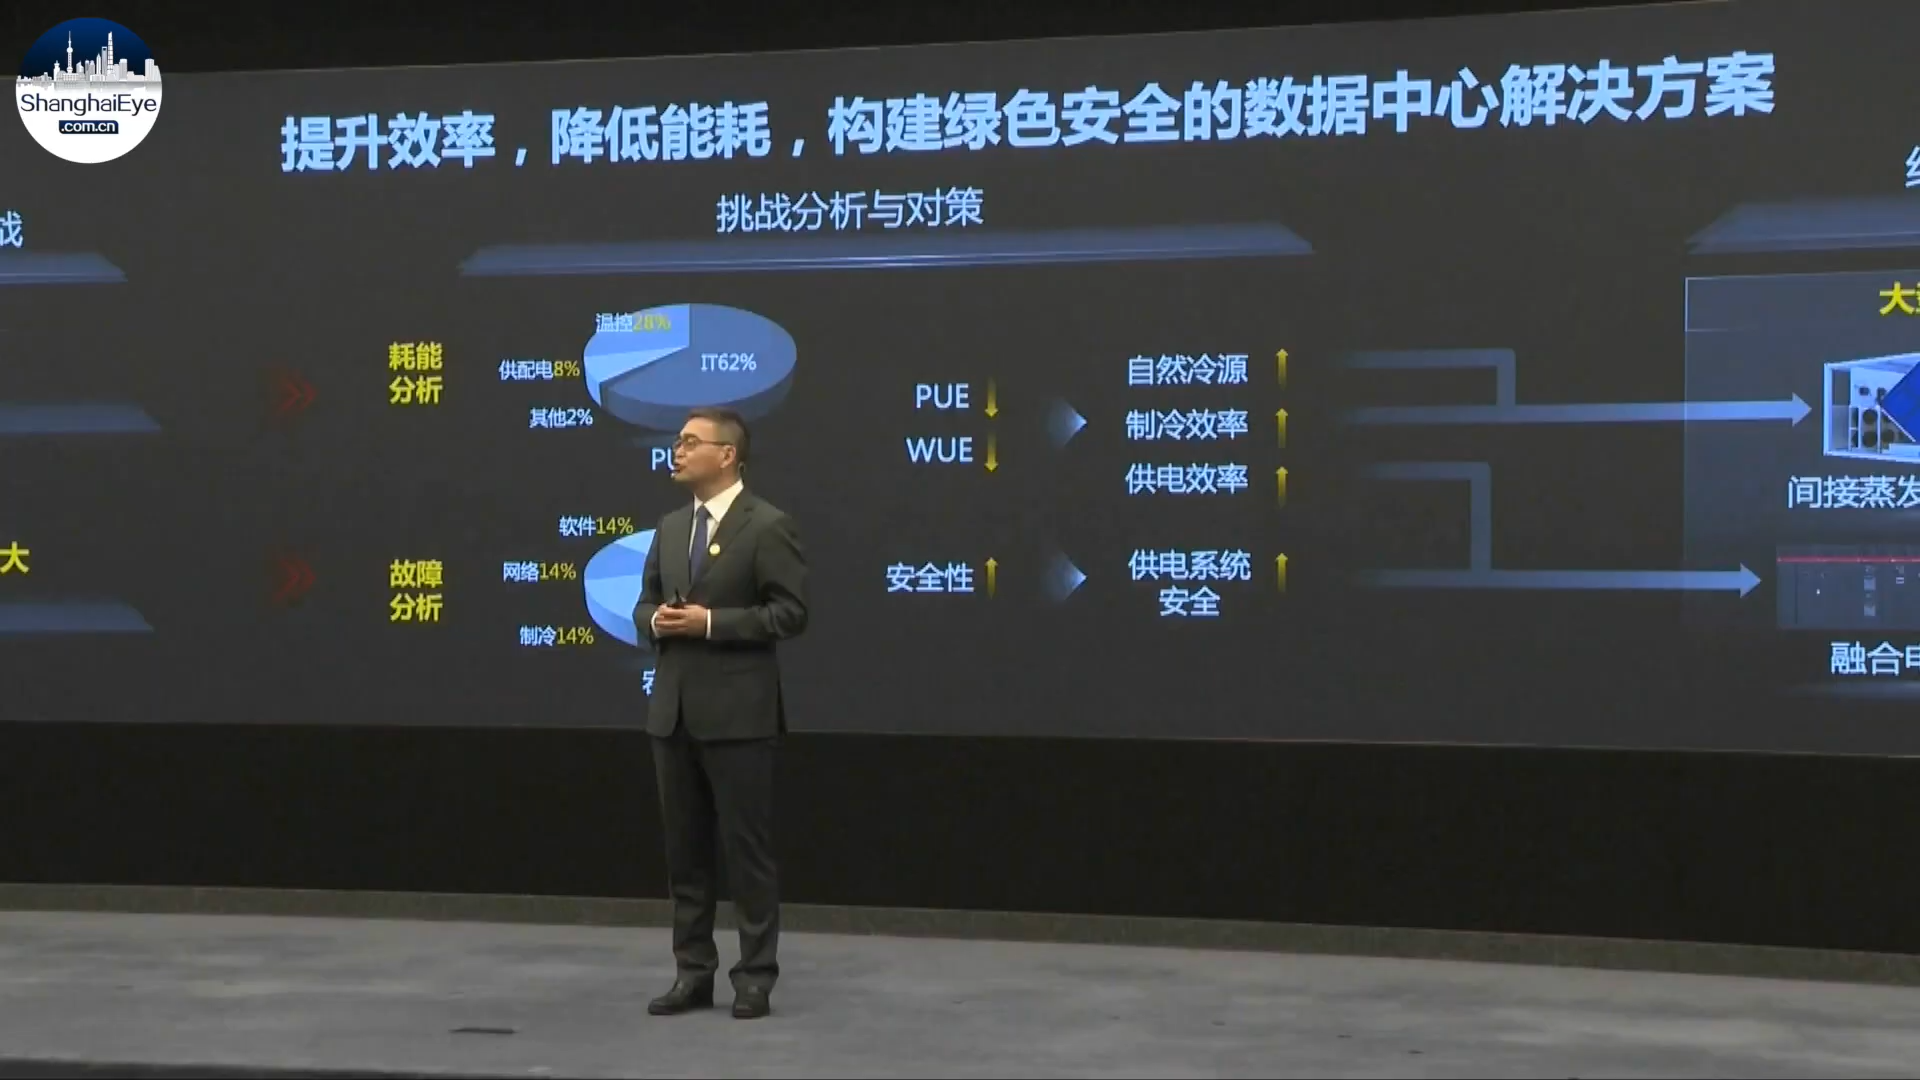 ShanghaiEye
.com.cn
提升效率，降低能耗，构建绿色安全的数据中心解决方案
战
挑战分析与对策
大
耗能
分析
温控28%
供配电8%
其他2%
IT62%
PU
PUE
WUE
自然冷源
制冷效率
供电效率
间接蒸发
大
故障
分析
软件14%
网络14%
制冷14%
安全性
供电系统
安全
融合电